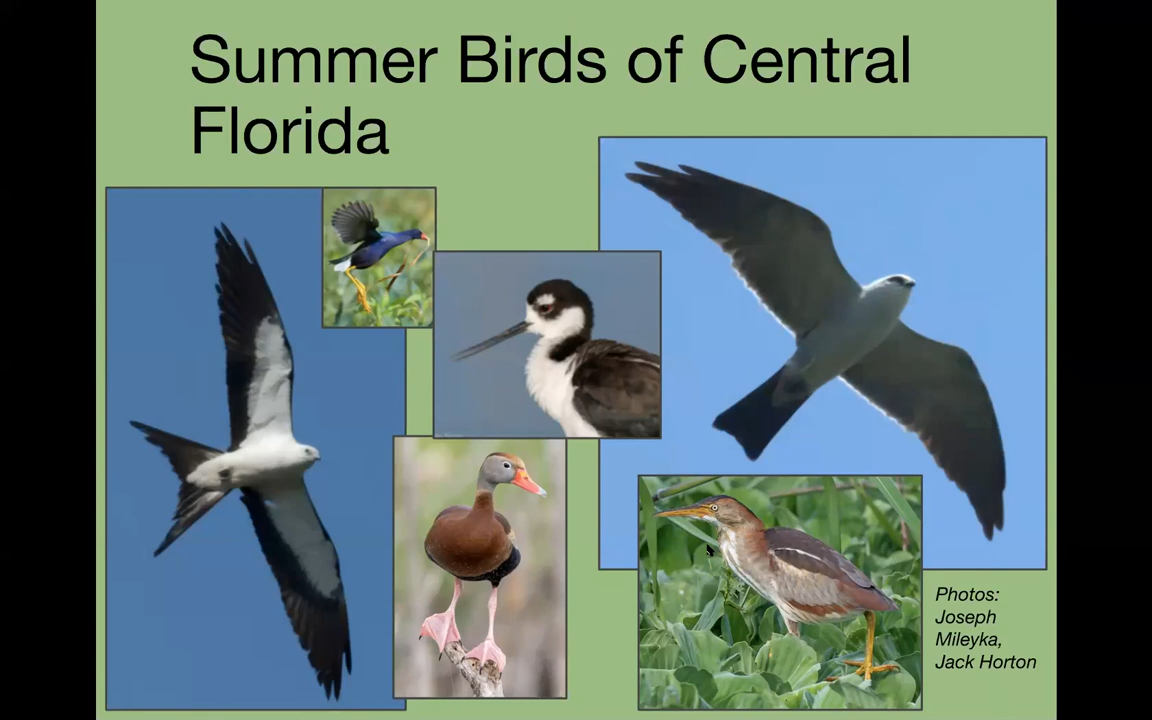 Summer Birds of Central
Florida
Photos:
Joseph
Mileyka,
Jack Horton